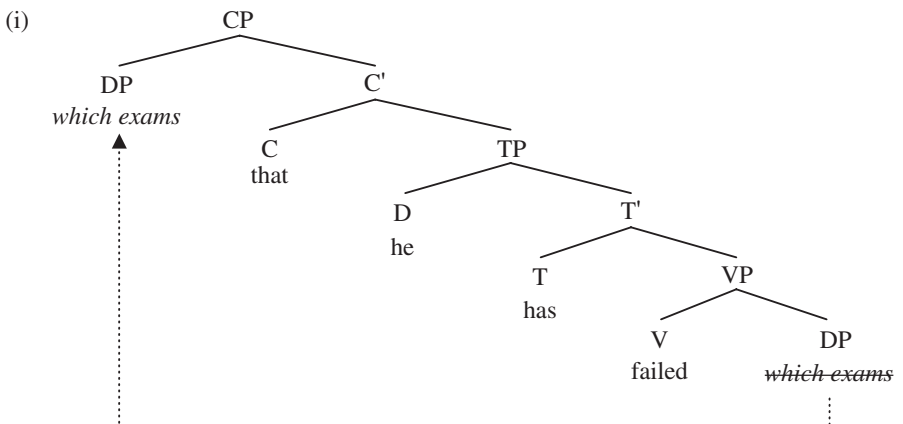 (i) CP
DP C'
which exams
C TP
that
D T'
he
T VP
has
V DP
failed which exams